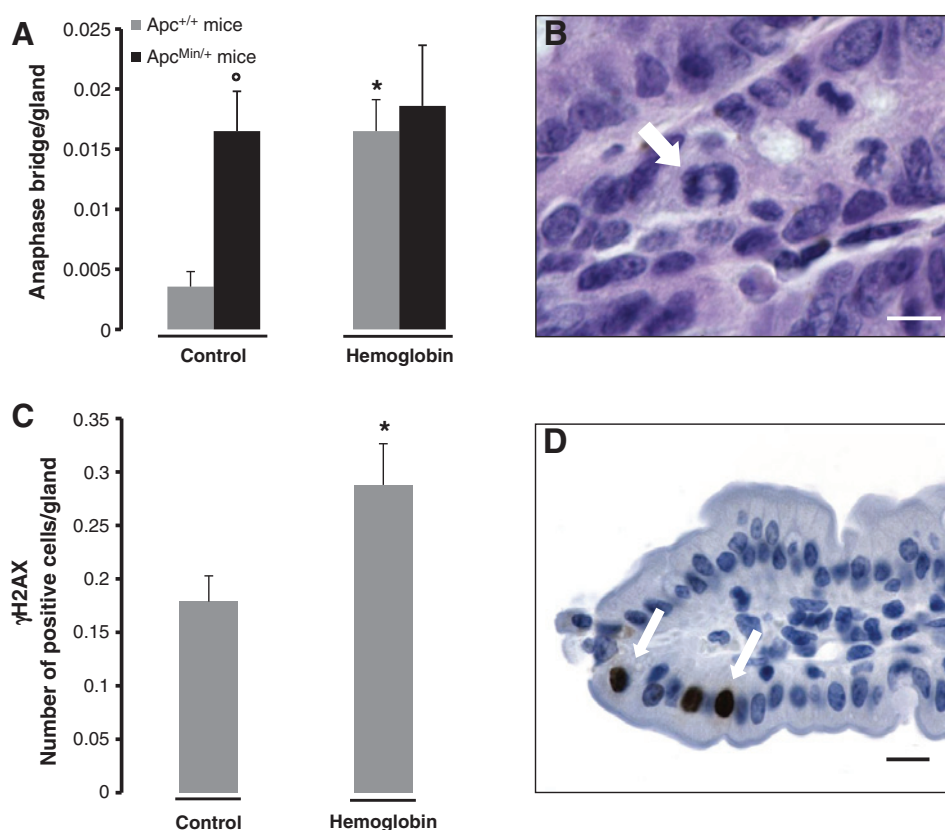 A
Apc+/+ mice
ApcMin/+ mice
Anaphase bridge/gland
0.025
0.02
0.015
0.01
0.005
0
°
*
Control
Hemoglobin
B
C
γH2AX
Number of positive cells/gland
0.35
0.3
0.25
0.2
0.15
0.1
0.05
0
*
Control
Hemoglobin
D